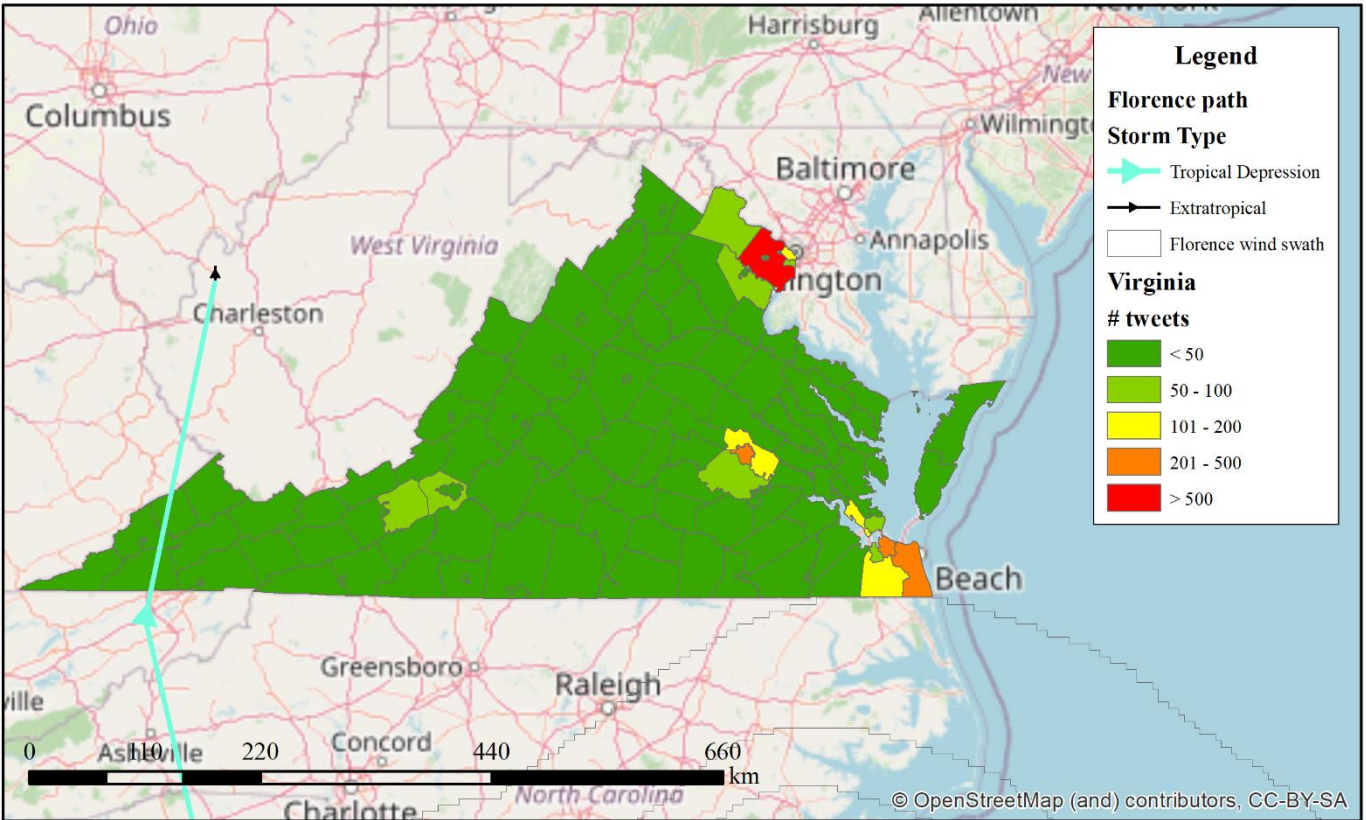 Ohio
Harrisburg
Allentown
Columbus
New
Wilmingt
Baltimore
West Virginia
Annapolis
ington
Charleston
Beach
Greensboro
Raleigh
ville
Asheville
Concord
Charlotte
North Carolina
0 110 220 440 660
km
© OpenStreetMap (and) contributors, CC-BY-SA
Legend
Florence path
Storm Type
Tropical Depression
Extratropical
Florence wind swath
Virginia
# tweets
< 50
50 - 100
101 - 200
201 - 500
> 500